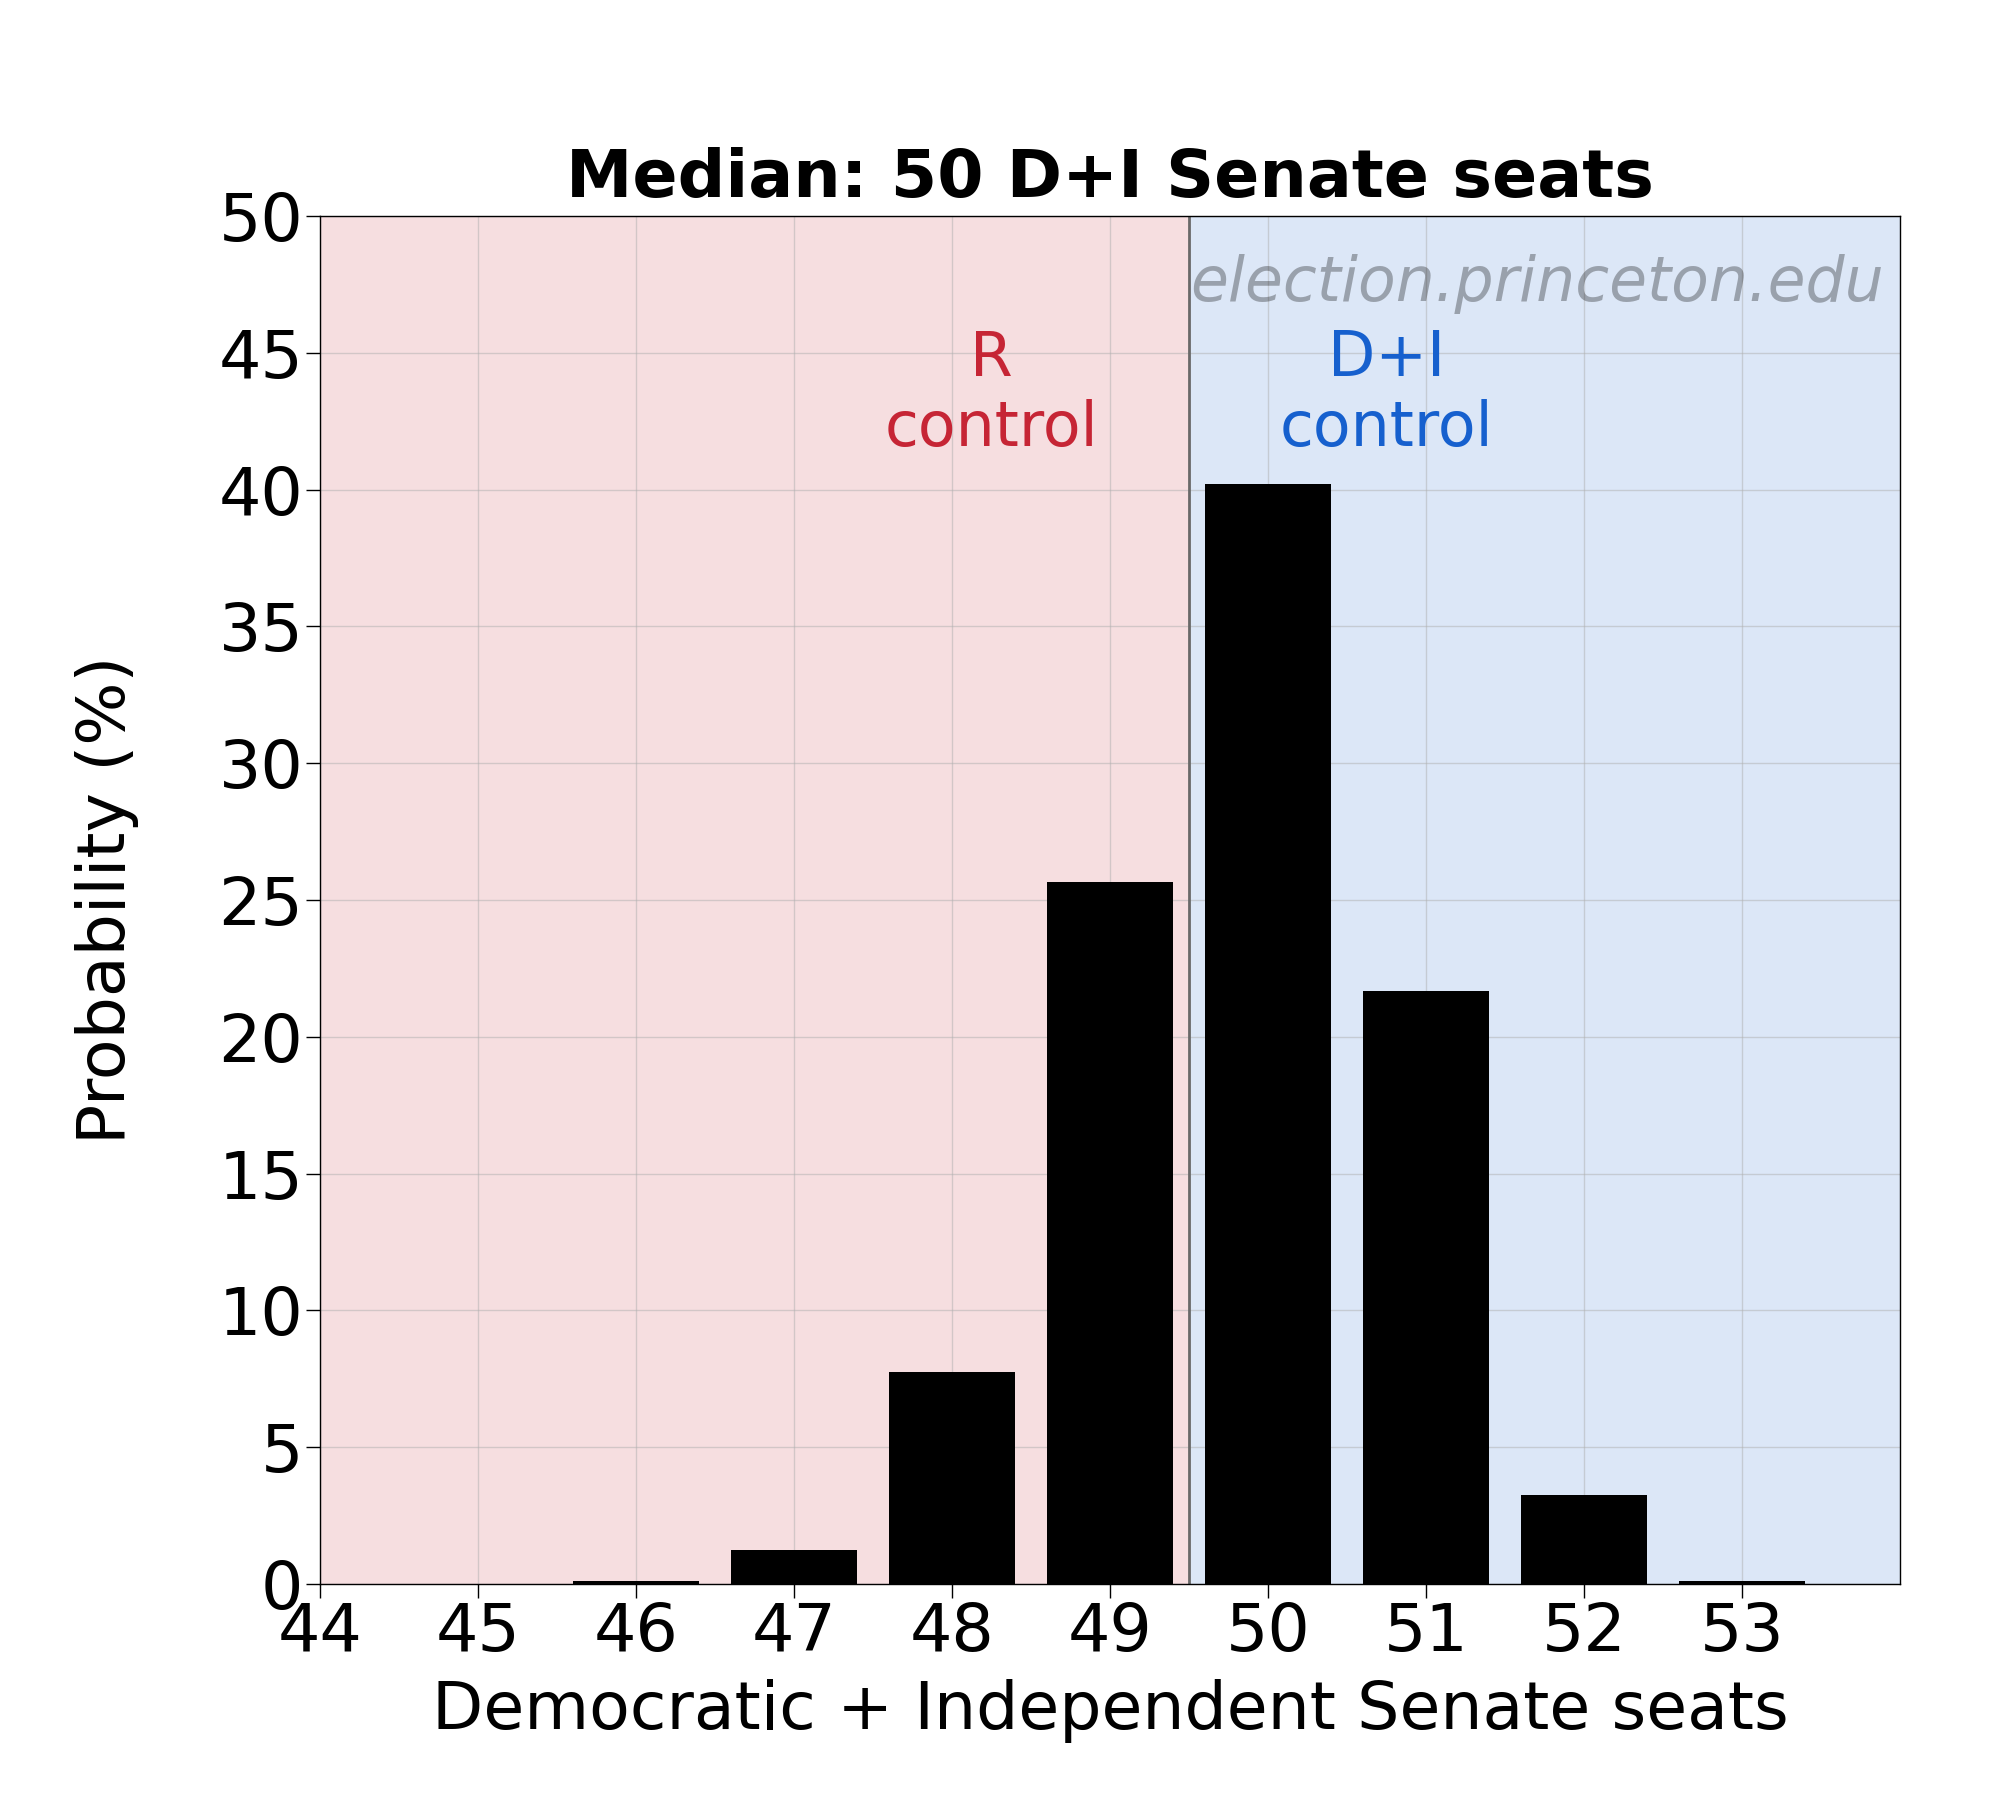 Median: 50 D+I Senate seats
election.princeton.edu
R
control
D+I
control
Probability (%)
50
45
40
35
30
25
20
15
10
5
0
44 45 46 47 48 49 50 51 52 53
Democratic + Independent Senate seats